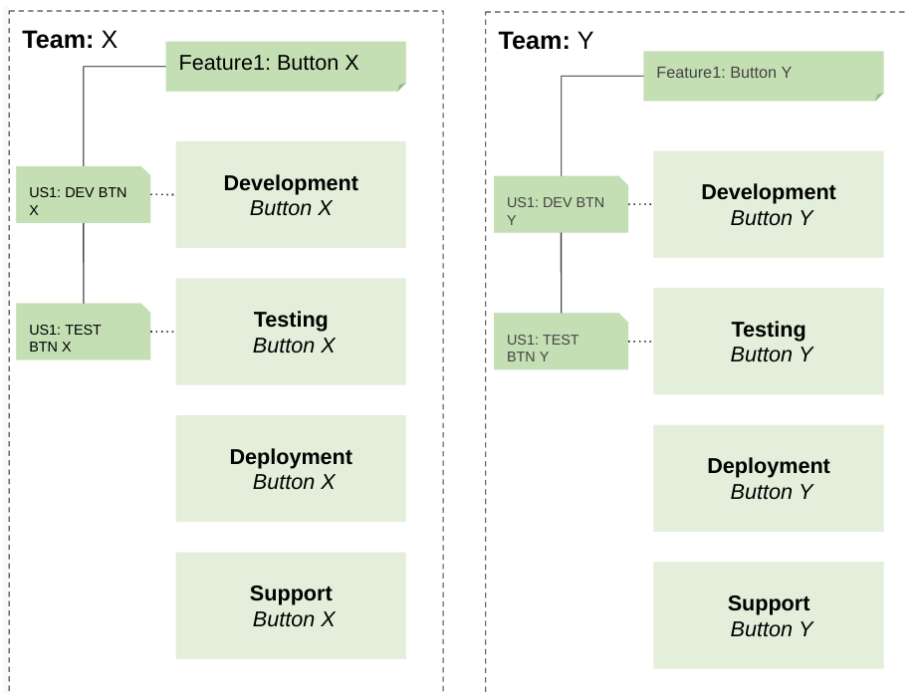 Team: X
Feature1: Button X
US1: DEV BTN
X
Development
Button X
US1: TEST
BTN X
Testing
Button X
Deployment
Button X
Support
Button X
Team: Y
Feature1: Button Y
US1: DEV BTN
Y
Development
Button Y
US1: TEST
BTN Y
Testing
Button Y
Deployment
Button Y
Support
Button Y